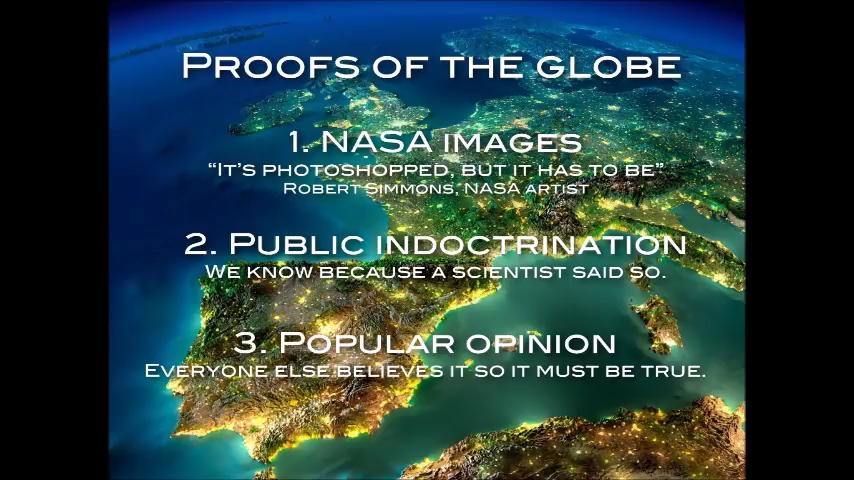 PROOFS OF THE GLOBE
1. NASA IMAGES
“IT’S PHOTOSHOPPED, BUT IT HAS TO BE”
ROBERT SIMMONS, NASA ARTIST
2. PUBLIC INDOCTRINATION
WE KNOW BECAUSE A SCIENTIST SAID SO.
3. POPULAR OPINION
EVERYONE ELSE BELIEVES IT SO IT MUST BE TRUE.